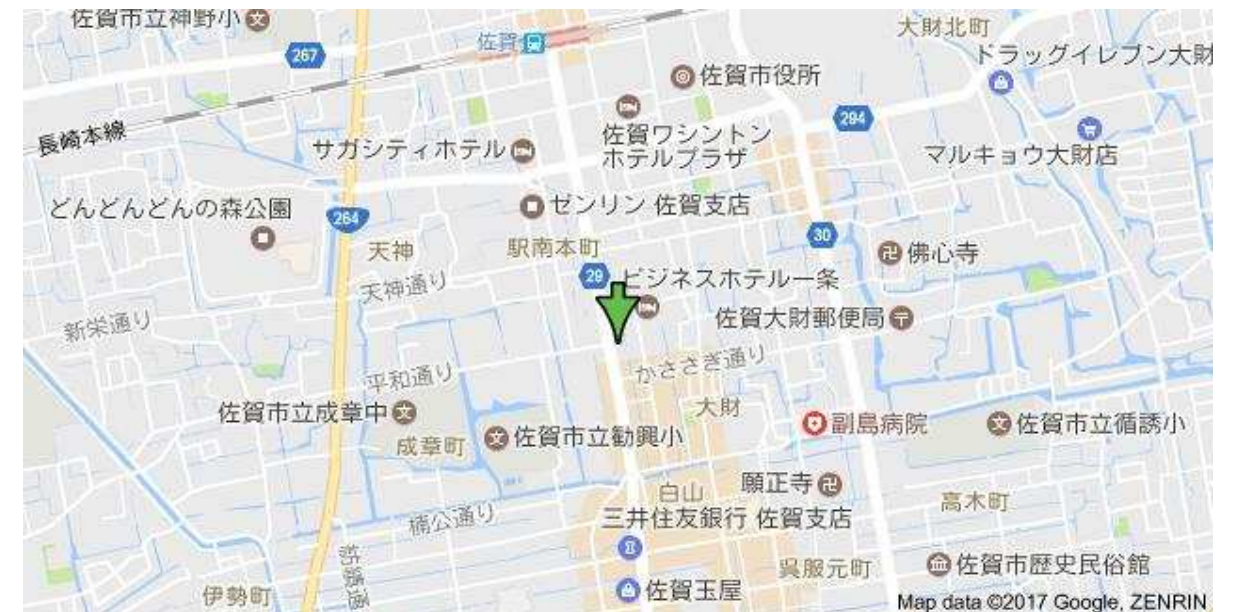 佐賀市立神野小
267
佐賀
大財北町
ドラッグイレブン大財
佐賀市役所
長崎本線
サガシティホテル
佐賀ワシントン
ホテルプラザ
294
マルキョウ大財店
どんどんどんの森公園
264
ゼンリン 佐賀支店
天神
駅南本町
30
佛心寺
天神通り
29
ビジネスホテル一条
新栄通り
佐賀大財郵便局
平和通り
かささぎ通り
佐賀市立成章中
大財
成章町
佐賀市立勧興小
副島病院
佐賀市立循誘小
白山
願正寺
高木町
楠公通り
三井住友銀行 佐賀支店
呉服元町
佐賀市歴史民俗館
伊勢町
佐賀玉屋
Map data ©2017 Google, ZENRIN